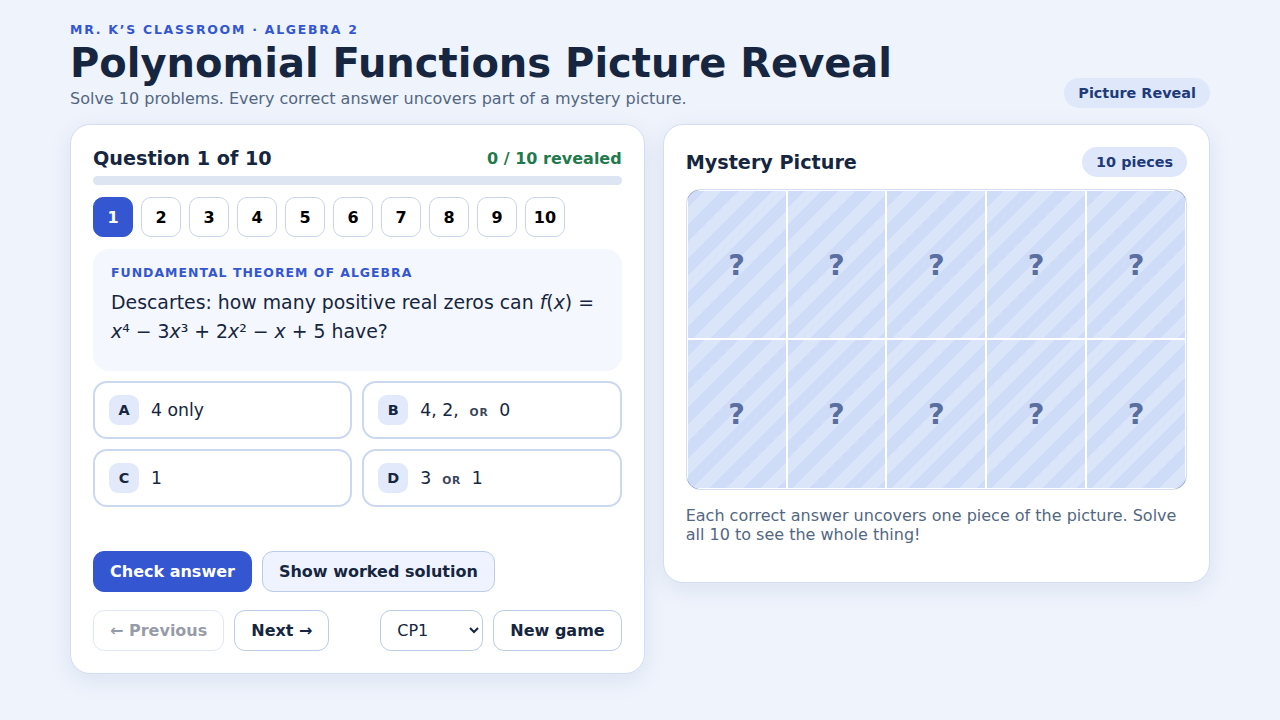 MR. K’S CLASSROOM · ALGEBRA 2
Polynomial Functions Picture Reveal
Solve 10 problems. Every correct answer uncovers part of a mystery picture.
Picture Reveal
Question 1 of 10
0 / 10 revealed
1 2 3 4 5 6 7 8 9 10
FUNDAMENTAL THEOREM OF ALGEBRA
Descartes: how many positive real zeros can f(x) =
x⁴ − 3x³ + 2x² − x + 5 have?
A 4 only
B 4, 2, OR 0
C 1
D 3 OR 1
Check answer
Show worked solution
← Previous
Next →
CP1
New game
Mystery Picture
10 pieces
? ? ? ? ?
? ? ? ? ?
Each correct answer uncovers one piece of the picture. Solve
all 10 to see the whole thing!